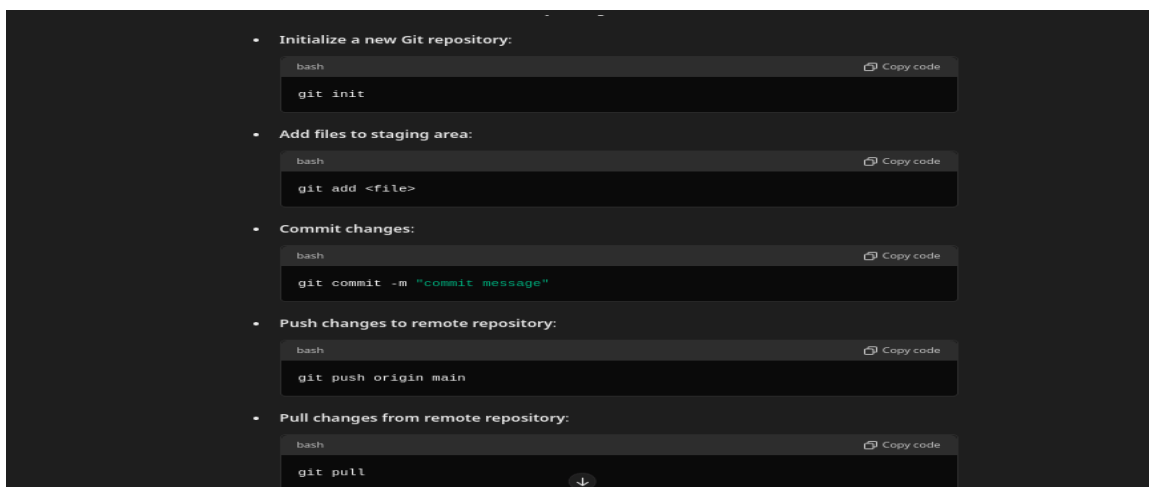 Initialize a new Git repository:
bash
Copy code
git init
Add files to staging area:
bash
Copy code
git add <file>
Commit changes:
bash
Copy code
git commit -m "commit message"
Push changes to remote repository:
bash
Copy code
git push origin main
Pull changes from remote repository:
bash
Copy code
git pull